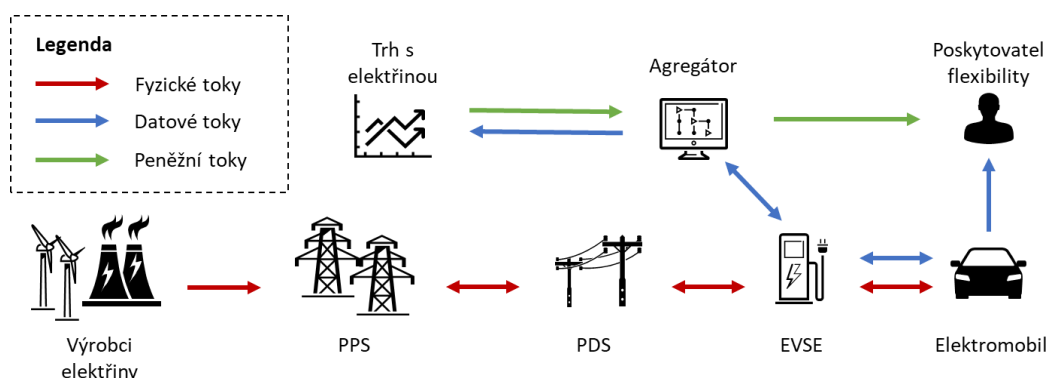 Legenda
Fyzické toky
Datové toky
Peněžní toky
Trh s
elektřinou
Agregátor
Poskytovatel
flexibility
Výrobci
elektřiny
PPS
PDS
EVSE
Elektromobil